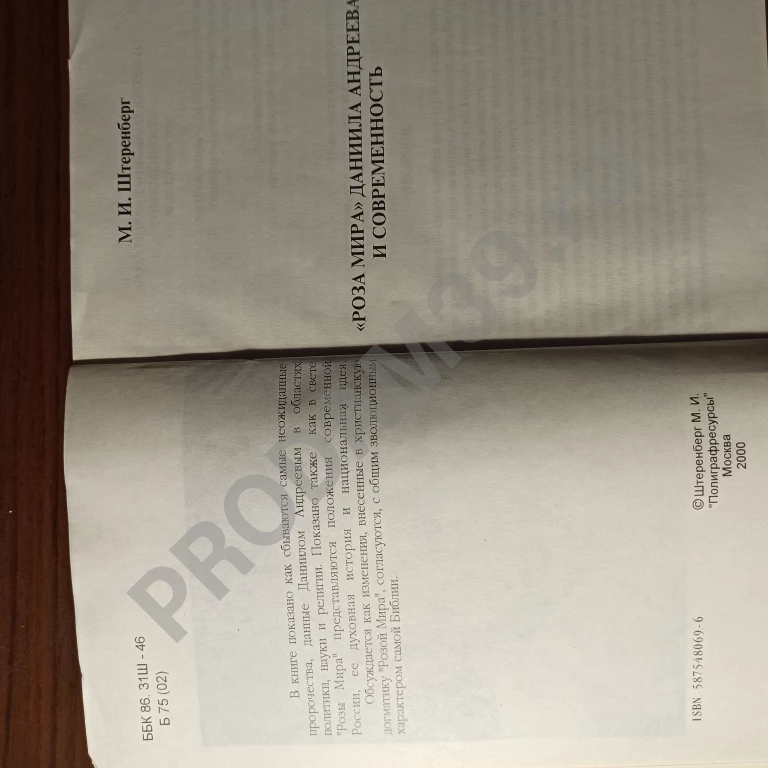 ББК 86. 31Ш - 46
Б 75 (02)
В книге показано как сбываются самые неожиданные
пророчества, данные Даниилом Андреевым в областях
политики, науки и религии. Показано также как в свете
"Розы Мира" представляются положения современной
России, ее духовная история и национальная идея.
Обсуждается как изменения, внесенные в христианскую
догматику "Розой Мира", согласуются, с общим эволюционным
характером самой Библии.
ISBN 587548069-6
© Штеренберг М. И.
"Полиграфресурсы"
Москва
2000
М. И. Штеренберг
«РОЗА МИРА» ДАНИИЛА АНДРЕЕВА
И СОВРЕМЕННОСТЬ